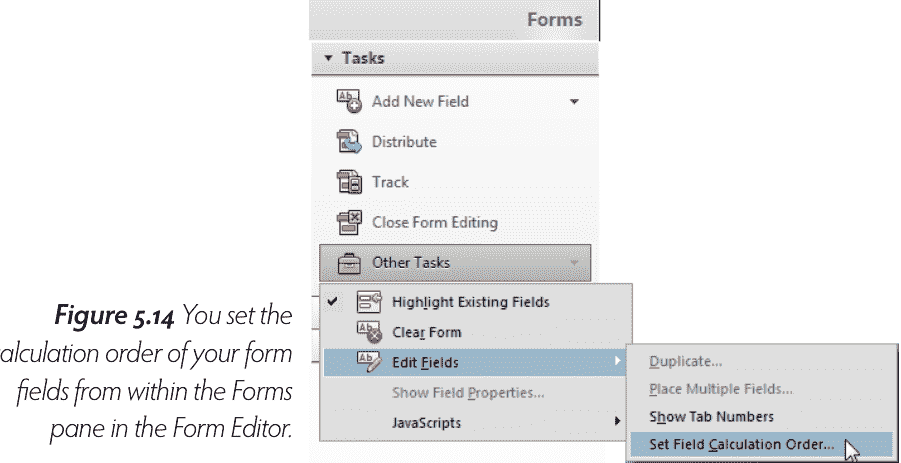 Forms
Tasks
Add New Field
Distribute
Track
Close Form Editing
Other Tasks
Highlight Existing Fields
Clear Form
Edit Fields
Show Field Properties...
JavaScripts
Duplicate...
Place Multiple Fields...
Show Tab Numbers
Set Field Calculation Order...
Figure 5.14 You set the
alculation order of your form
fields from within the Forms
pane in the Form Editor.